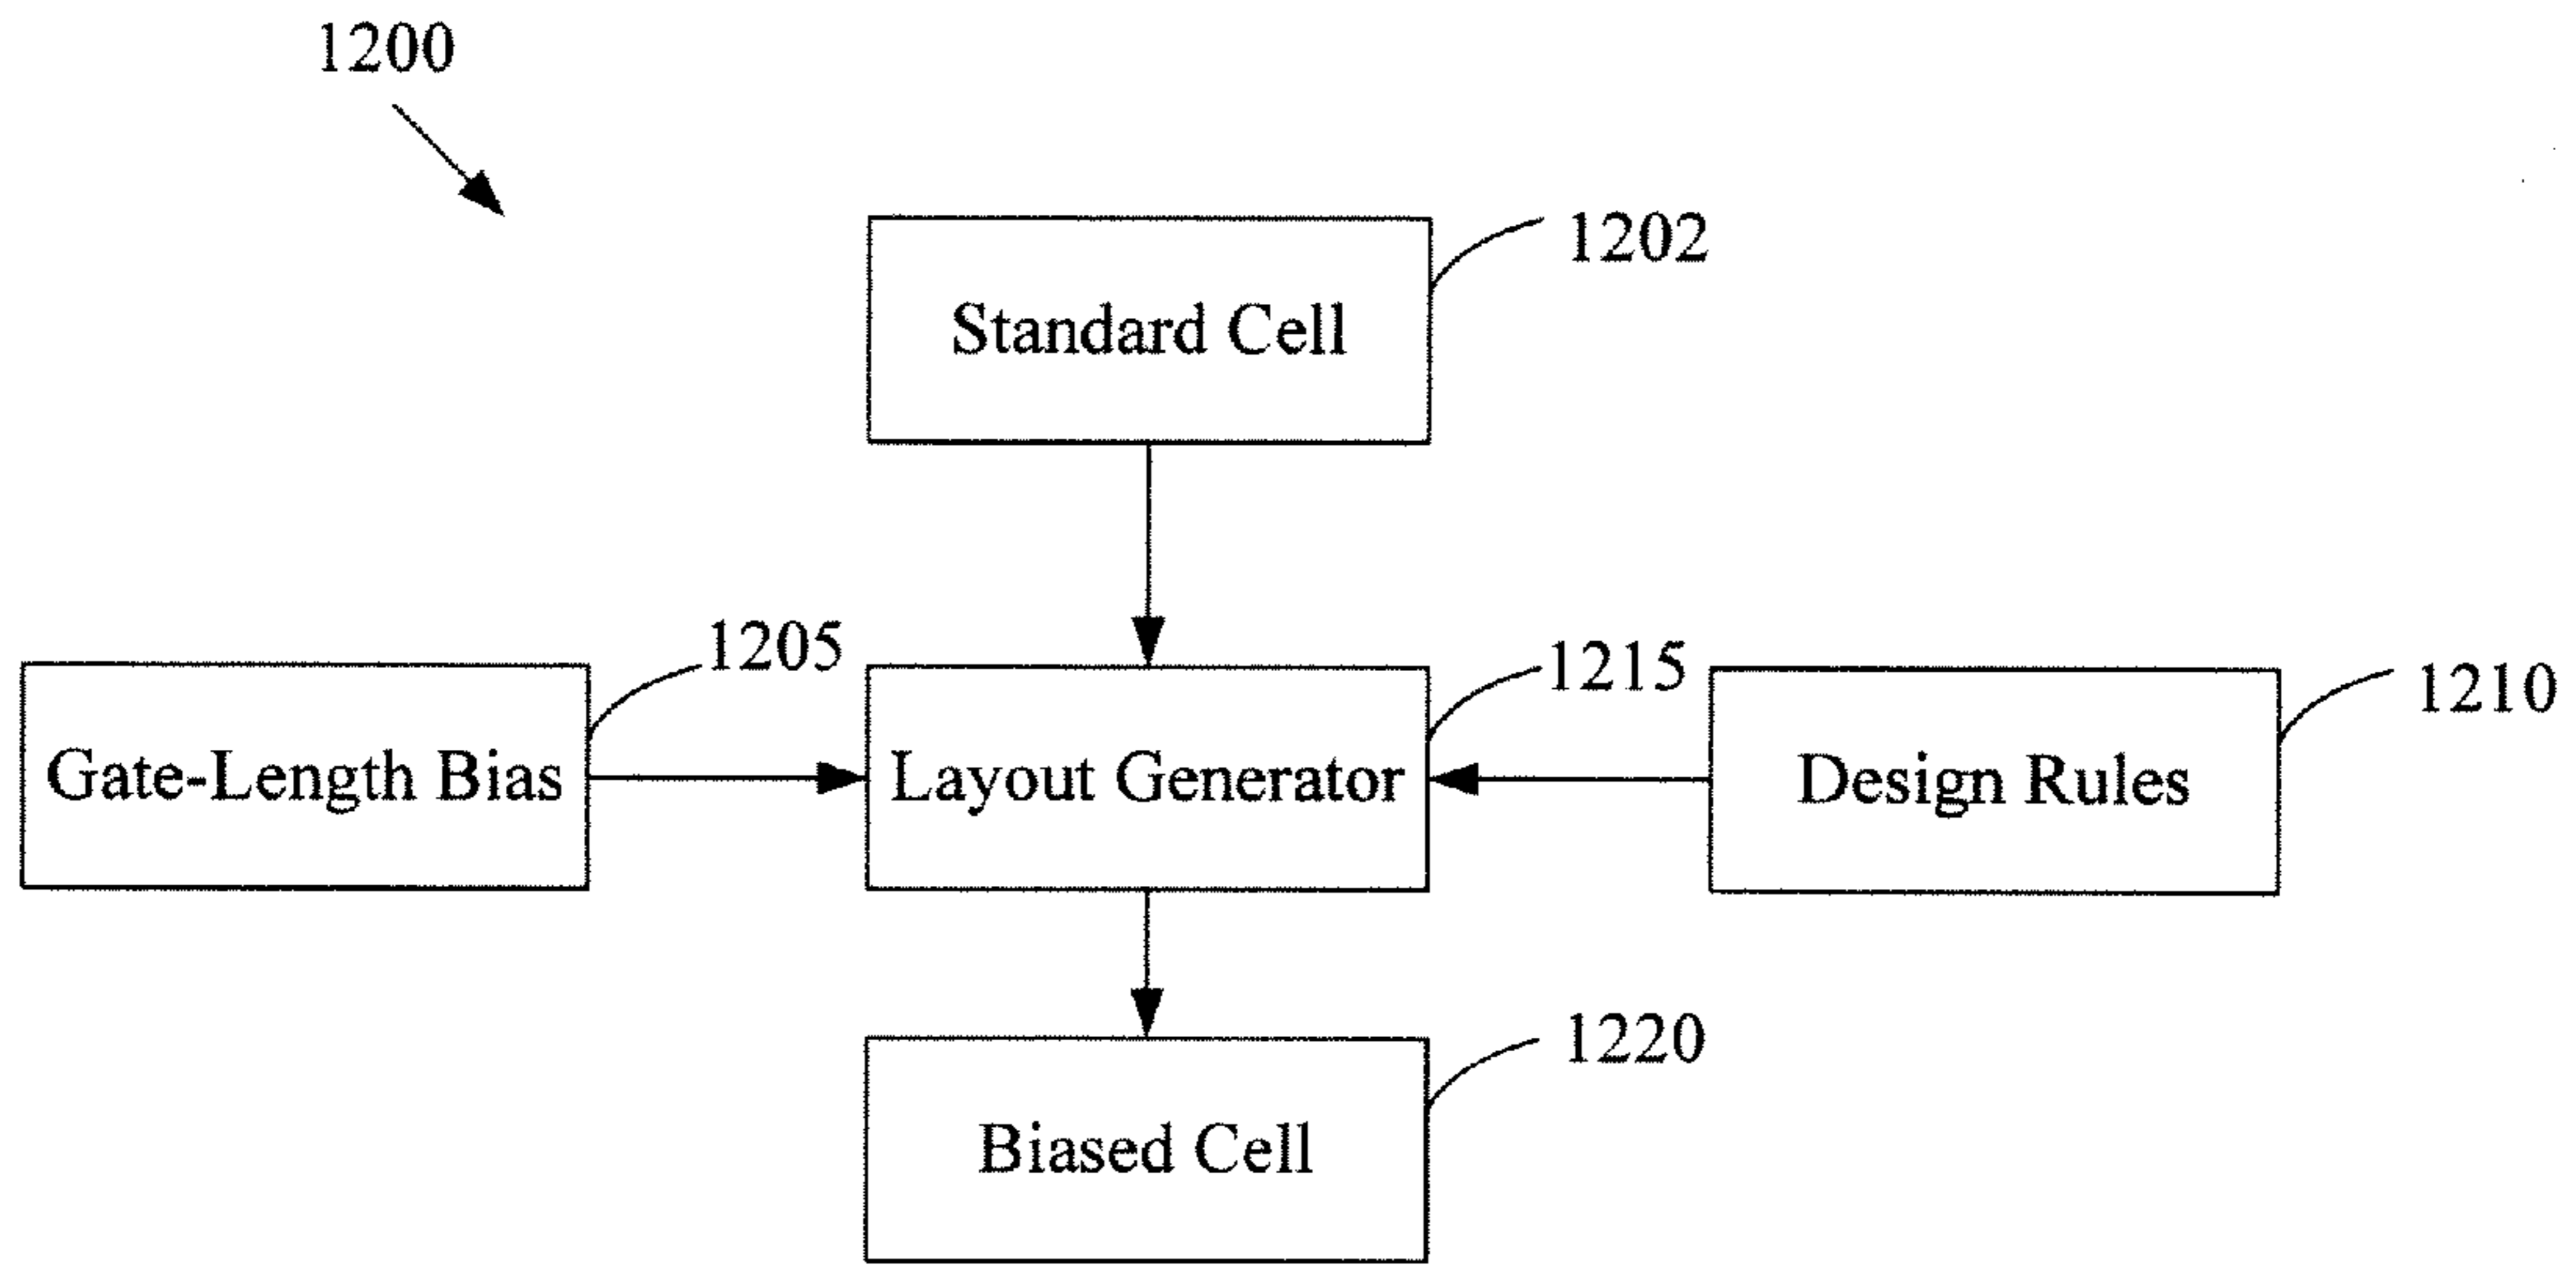 1200
1202
Standard Cell
1205
1215
1210
Gate-Length Bias
Layout Generator
Design Rules
1220
Biased Cell